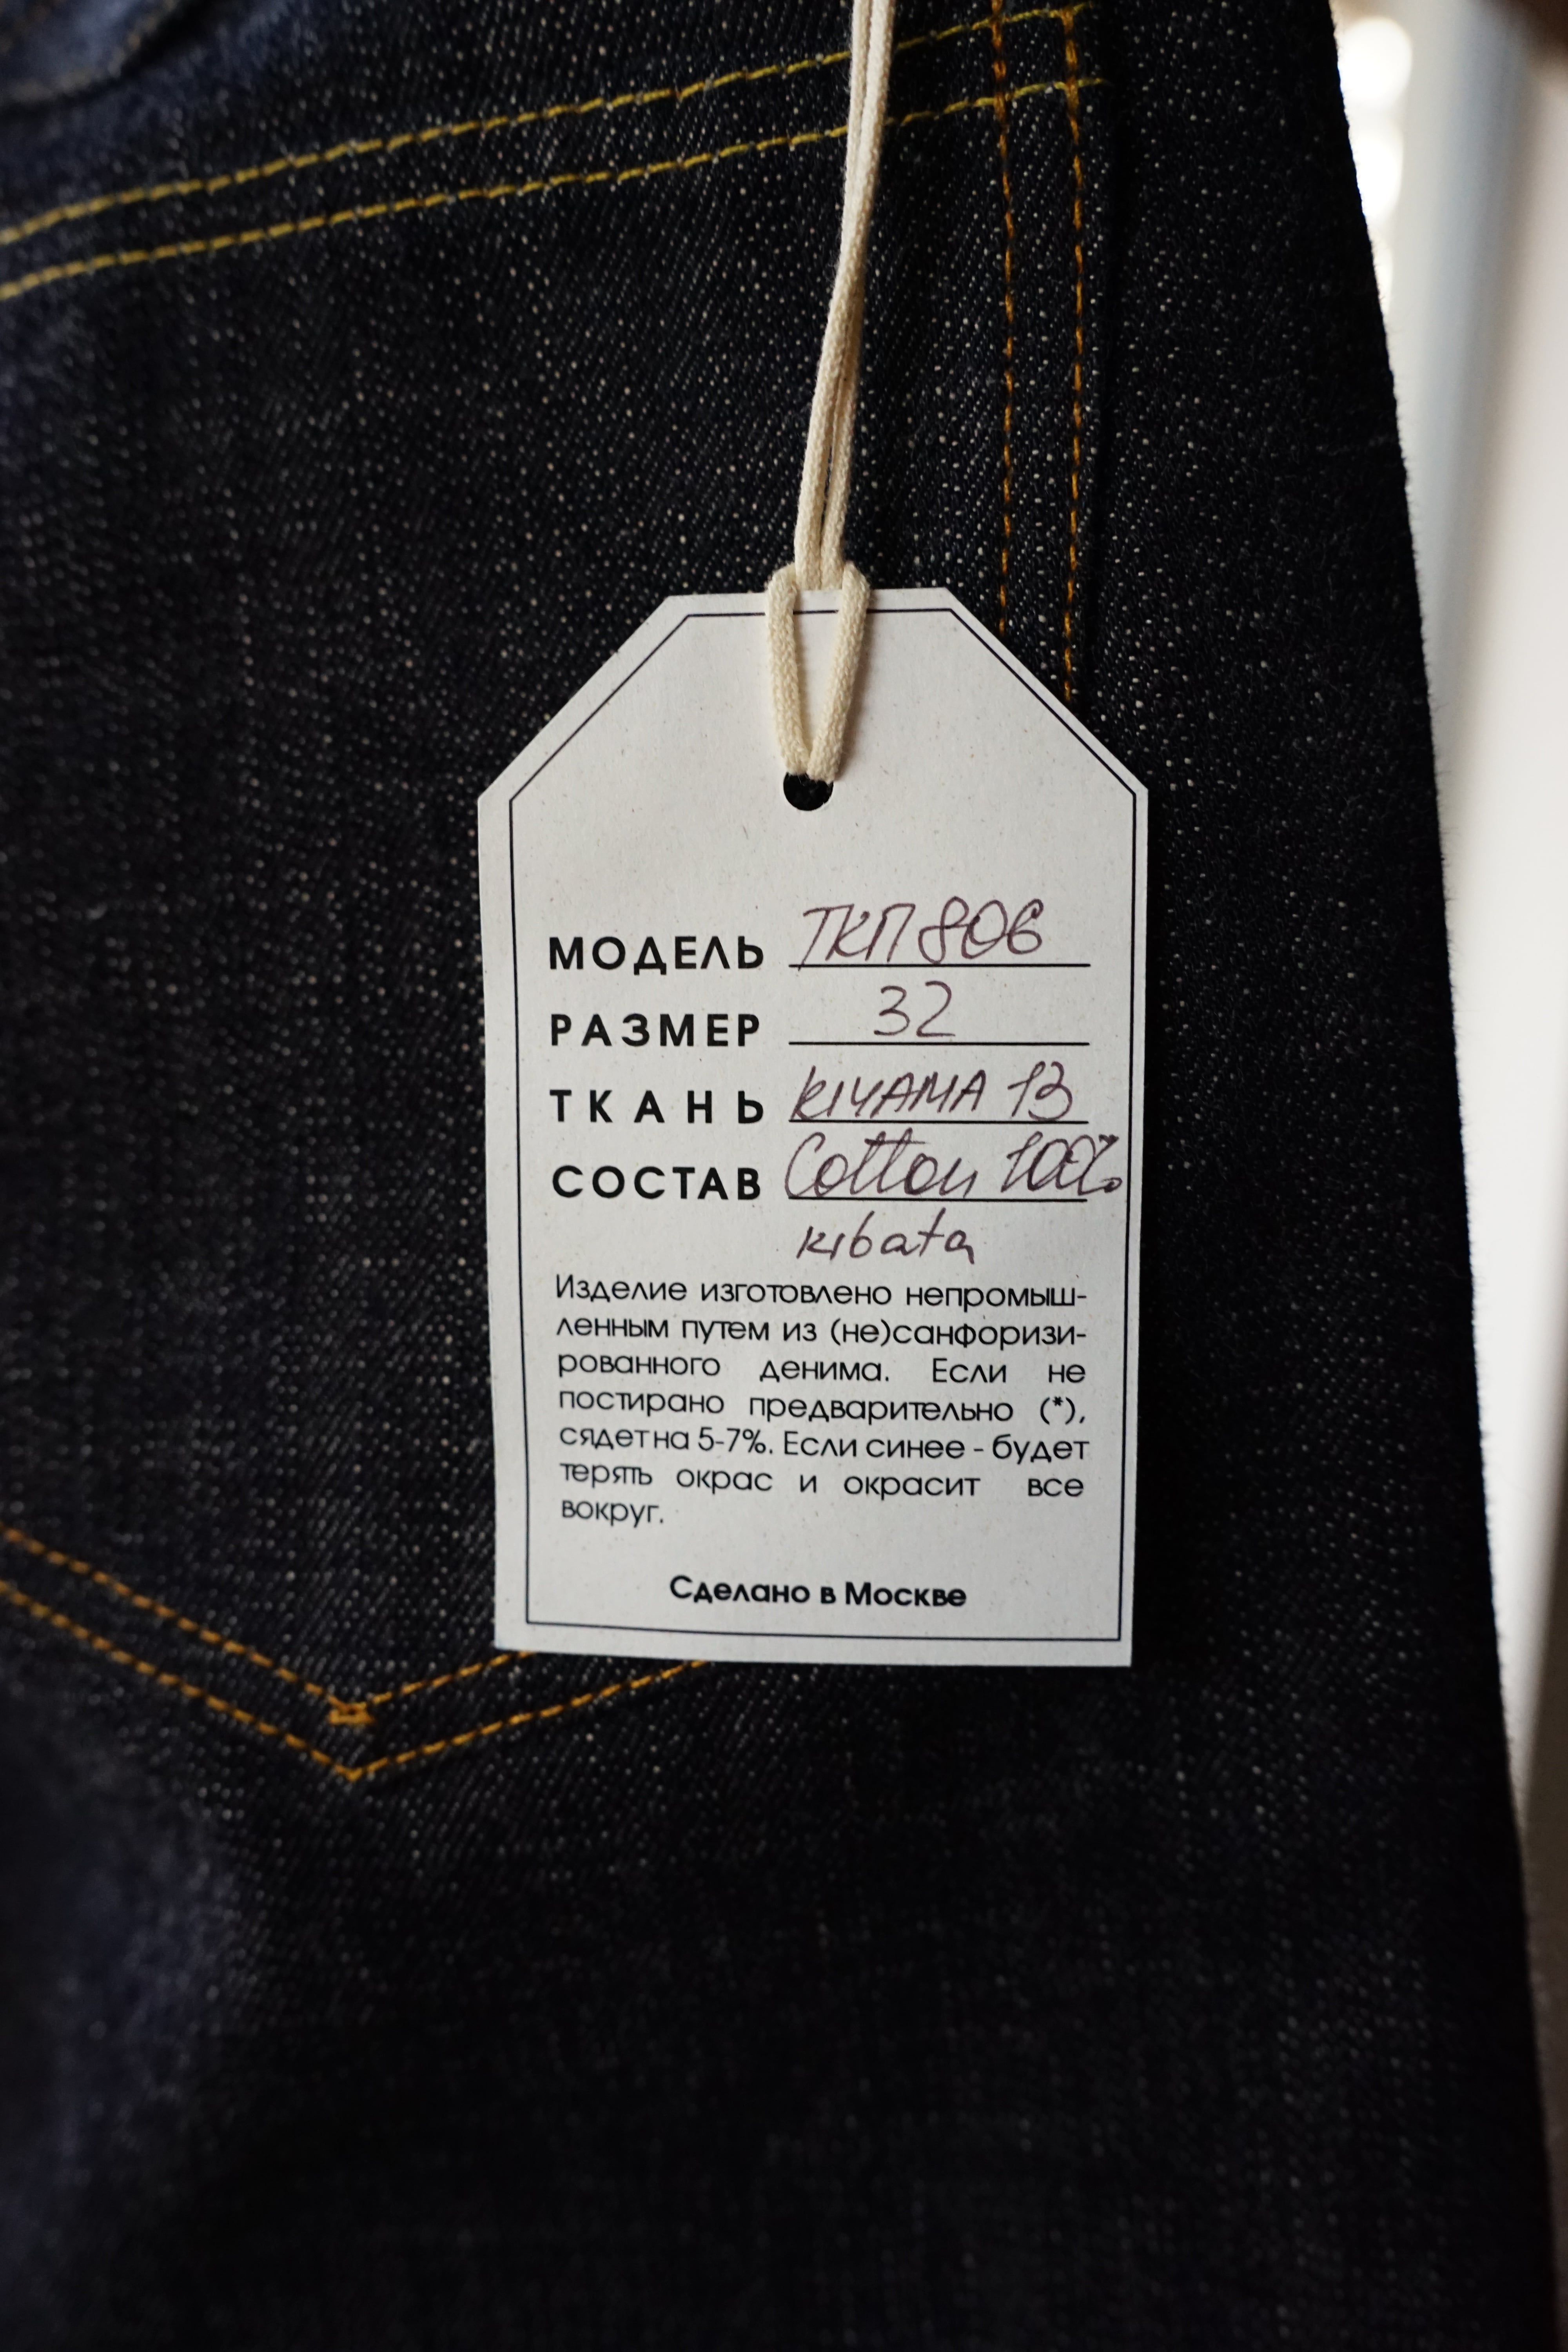 МОДЕЛЬ ТКП 806
РАЗМЕР 32
ТКАНЬ KIYAMA 13
СОСТАВ Cotton 100%
kibata
Изделие изготовлено непромыш-
ленным путем из (не)санфоризи-
рованного денима. Если не
постирано предварительно (*),
сядет на 5-7%. Если синее - будет
терять окрас и окрасит все
вокруг.
Сделано в Москве